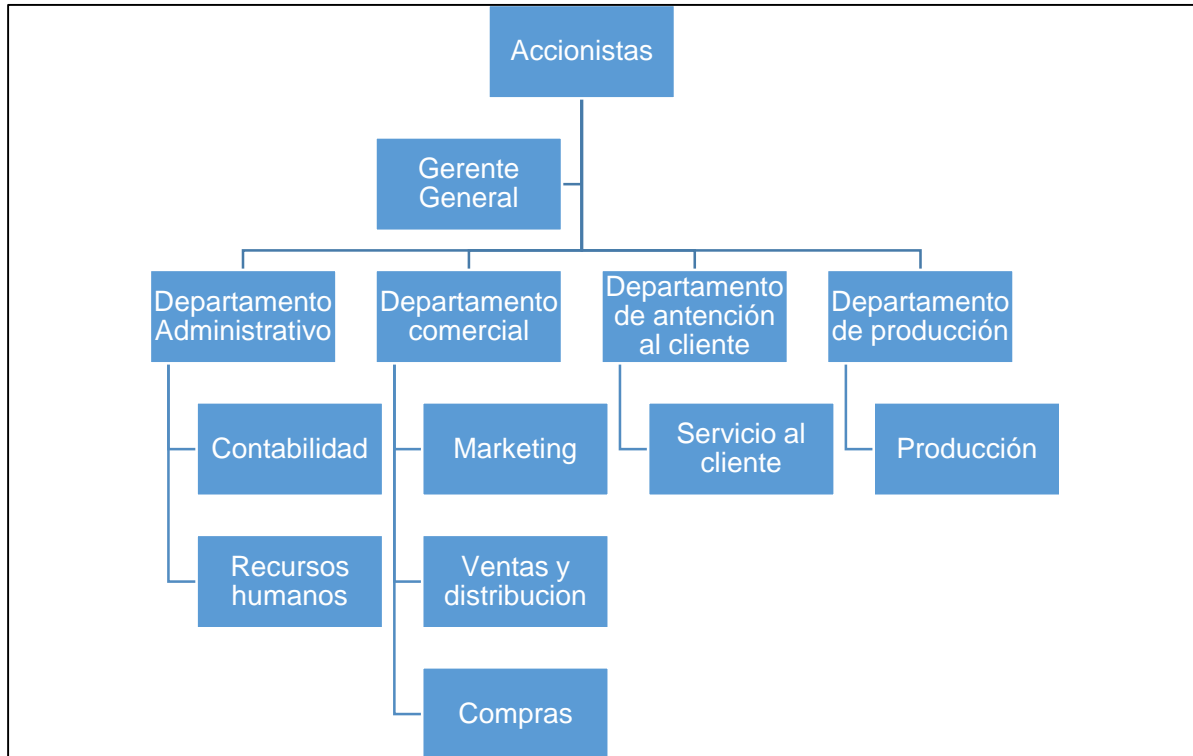 Accionistas
Gerente
General
Departamento
Administrativo
Departamento
comercial
Departamento
de antención
al cliente
Departamento
de producción
Contabilidad
Marketing
Servicio al
cliente
Producción
Recursos
humanos
Ventas y
distribucion
Compras